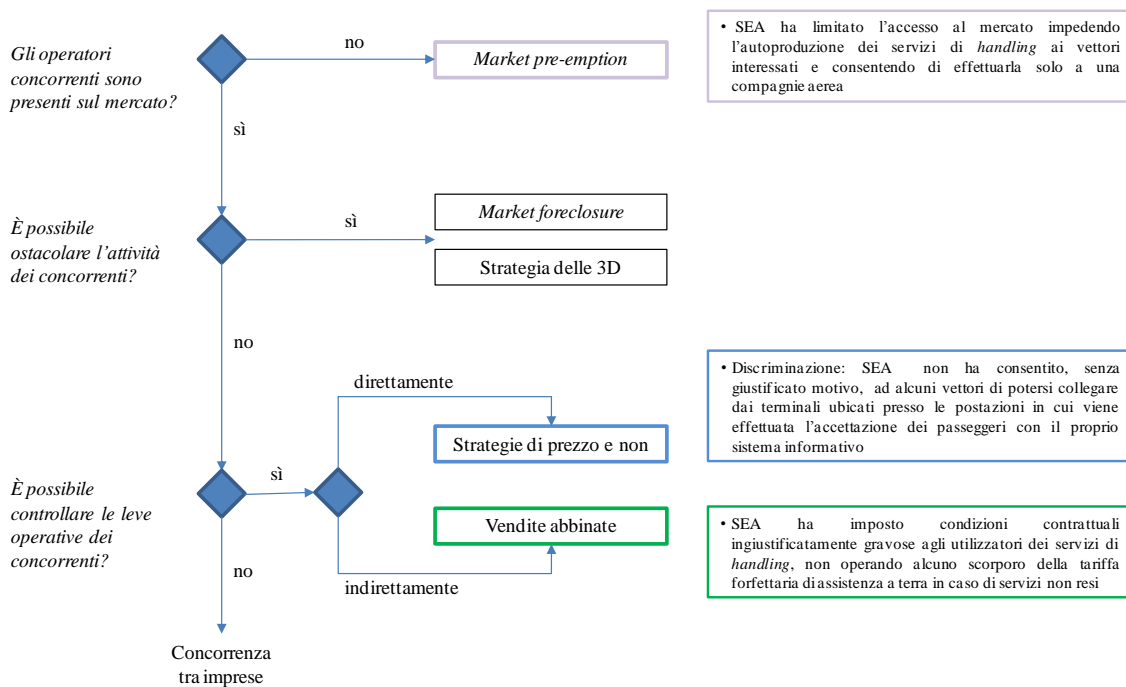 Gli operatori
concorrenti sono
presenti sul mercato?
no
Market pre-emption
• SEA ha limitato l'accesso al mercato impedendo
l'autoproduzione dei servizi di handling ai vettori
interessati e consentendo di effettuarla solo a una
compagnie aerea
sì
È possibile
ostacolare l'attività
dei concorrenti?
sì
Market foreclosure
Strategia delle 3D
no
direttamente
Strategie di prezzo e non
• Discriminazione: SEA non ha consentito, senza
giustificato motivo, ad alcuni vettori di potersi collegare
dai terminali ubicati presso le postazioni in cui viene
effettuata l'accettazione dei passeggeri con il proprio
sistema informativo
È possibile
controllare le leve
operative dei
concorrenti?
sì
Vendite abbinate
• SEA ha imposto condizioni contrattuali
ingiustificatamente gravose agli utilizzatori dei servizi di
handling, non operando alcuno scorporo della tariffa
forfettaria di assistenza a terra in caso di servizi non resi
no
indirettamente
Concorrenza
tra imprese